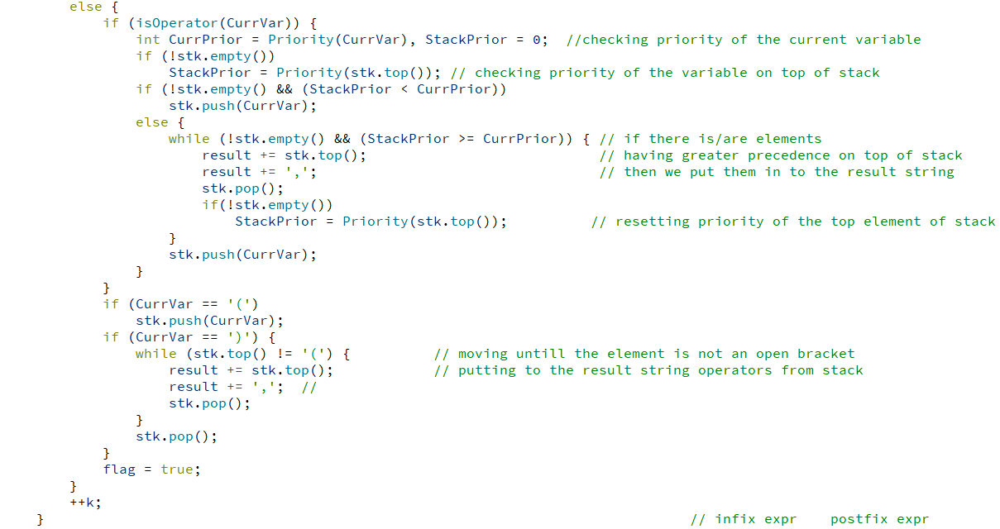 else {
if (isOperator(CurrVar)) {
int CurrPrior = Priority(CurrVar), StackPrior = 0;  //checking priority of the current variable
if (!stk.empty())
StackPrior = Priority(stk.top()); // checking priority of the variable on top of stack
if (!stk.empty() && (StackPrior < CurrPrior))
stk.push(CurrVar);
else {
while (!stk.empty() && (StackPrior >= CurrPrior)) { // if there is/are elements
result += stk.top(); // having greater precedence on top of stack
result += ','; // then we put them in to the result string
stk.pop();
if(!stk.empty())
StackPrior = Priority(stk.top()); // resetting priority of the top element of stack
}
stk.push(CurrVar);
}
}
if (CurrVar == '(')
stk.push(CurrVar);
if (CurrVar == ')') {
while (stk.top() != '(') { // moving untill the element is not an open bracket
result += stk.top(); // putting to the result string operators from stack
result += ','; //
stk.pop();
}
stk.pop();
}
flag = true;
}
++k;
} // infix expr    postfix expr